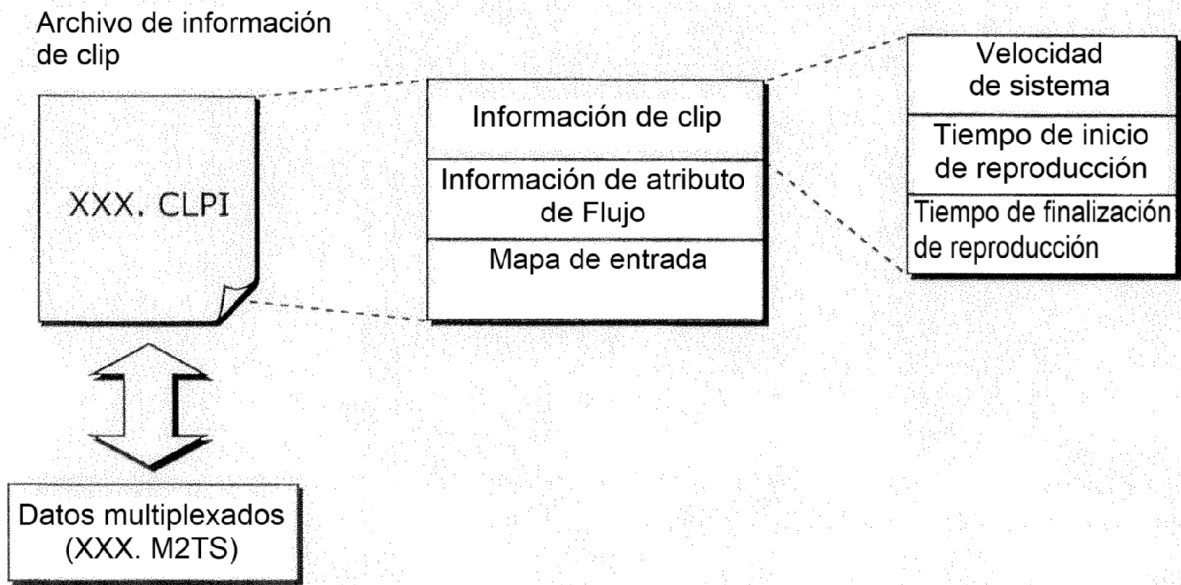 Archivo de información
de clip
XXX. CLPI
Datos multiplexados
(XXX. M2TS)
Información de clip
Información de atributo
de Flujo
Mapa de entrada
Velocidad
de sistema
Tiempo de inicio
de reproducción
Tiempo de finalización
de reproducción